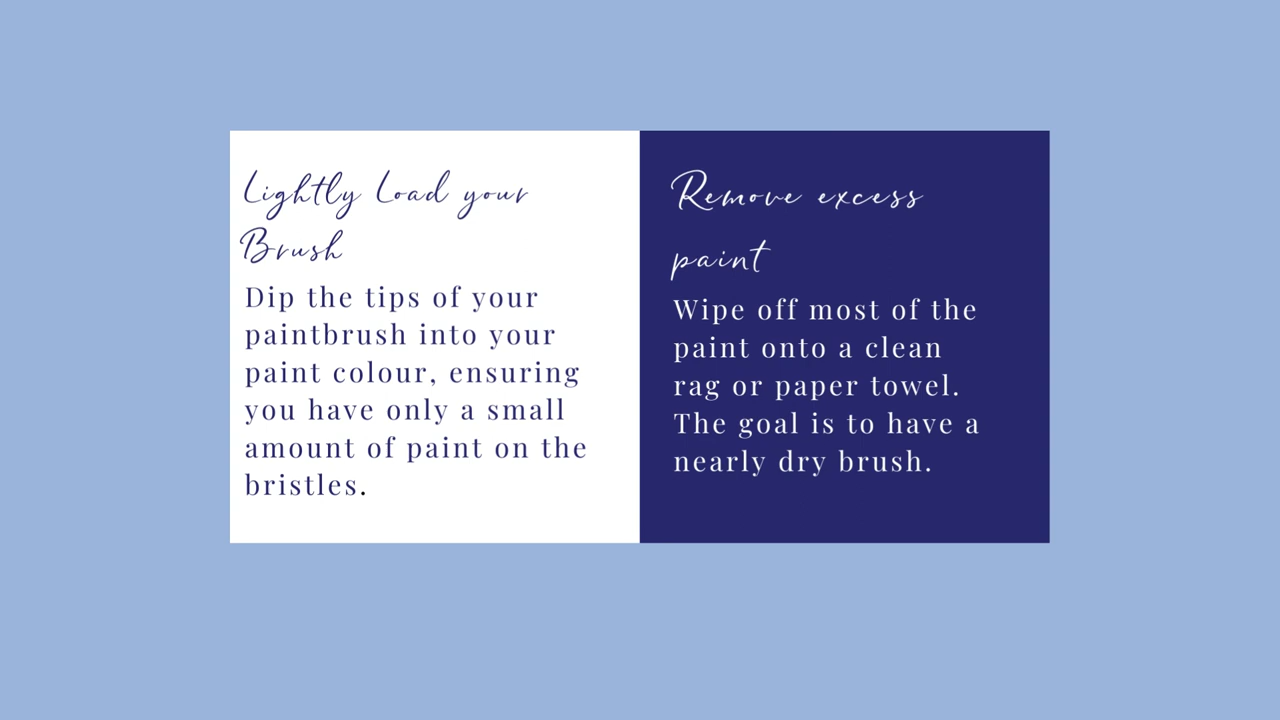 Lightly Load your
Brush
Dip the tips of your
paintbrush into your
paint colour, ensuring
you have only a small
amount of paint on the
bristles.
Remove excess
paint
Wipe off most of the
paint onto a clean
rag or paper towel.
The goal is to have a
nearly dry brush.